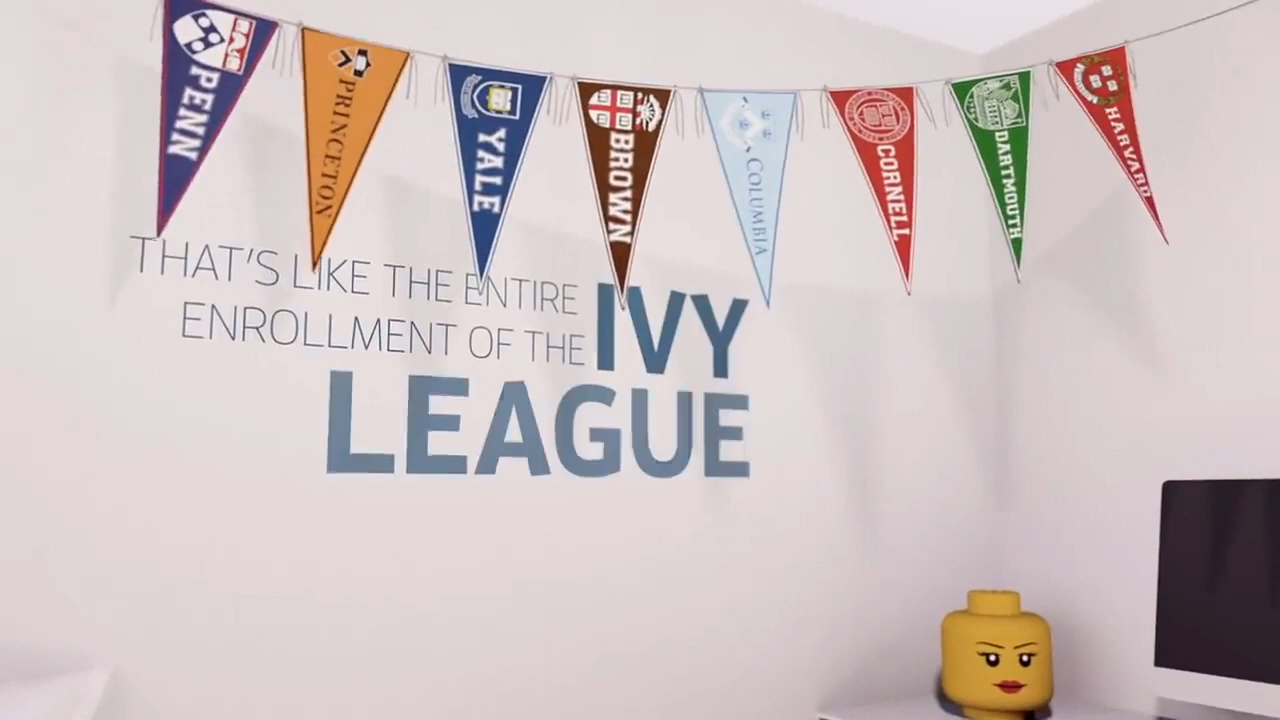 PENN
PRINCETON
YALE
BROWN
COLUMBIA
CORNELL
DARTMOUTH
HARVARD
THAT'S LIKE THE ENTIRE
ENROLLMENT OF THE IVY
LEAGUE